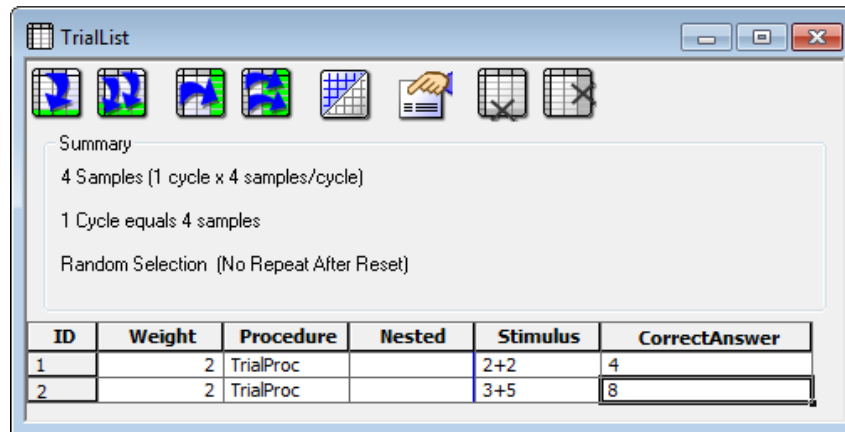 TrialList
Summary
4 Samples (1 cycle x 4 samples/cycle)
1 Cycle equals 4 samples
Random Selection (No Repeat After Reset)
ID Weight Procedure Nested Stimulus CorrectAnswer
1 2 TrialProc 2+2 4
2 2 TrialProc 3+5 8